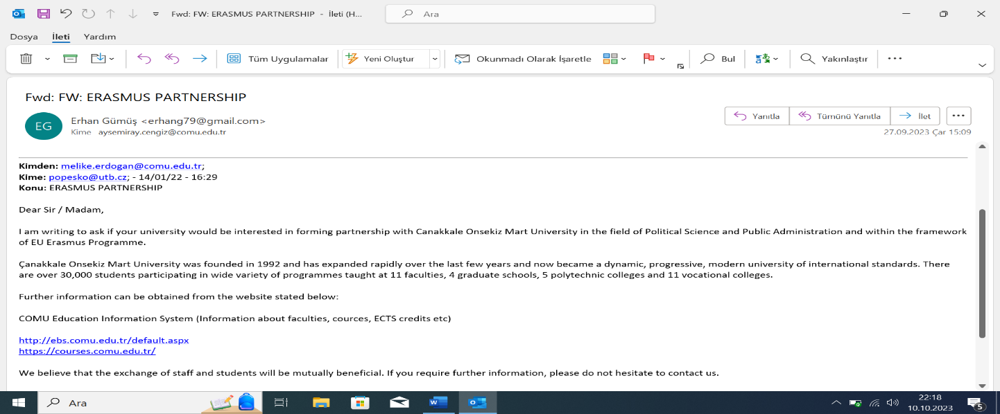 Fwd: FW: ERASMUS PARTNERSHIP - İleti (H...
Ara
Dosya İleti Yardım
Tüm Uygulamalar Yeni Oluştur Okunmadı Olarak İşaretle Bul Yakınlaştır
Fwd: FW: ERASMUS PARTNERSHIP
EG
Erhan Gümüş <erhang79@gmail.com>
Kime aysemiray.cengiz@comu.edu.tr
Yanıtla Tümünü Yanıtla İlet
27.09.2023 Çar 15:09
Kimden: melike.erdogan@comu.edu.tr;
Kime: popesko@utb.cz; - 14/01/22 - 16:29
Konu: ERASMUS PARTNERSHIP
Dear Sir / Madam,
I am writing to ask if your university would be interested in forming partnership with Canakkale Onsekiz Mart University in the field of Political Science and Public Administration and within the framework
of EU Erasmus Programme.
Çanakkale Onsekiz Mart University was founded in 1992 and has expanded rapidly over the last few years and now became a dynamic, progressive, modern university of international standards. There
are over 30,000 students participating in wide variety of programmes taught at 11 faculties, 4 graduate schools, 5 polytechnic colleges and 11 vocational colleges.
Further information can be obtained from the website stated below:
COMU Education Information System (Information about faculties, cources, ECTS credits etc)
http://ebs.comu.edu.tr/default.aspx
https://courses.comu.edu.tr/
We believe that the exchange of staff and students will be mutually beneficial. If you require further information, please do not hesitate to contact us.
Ara
22:18
10.10.2023
5